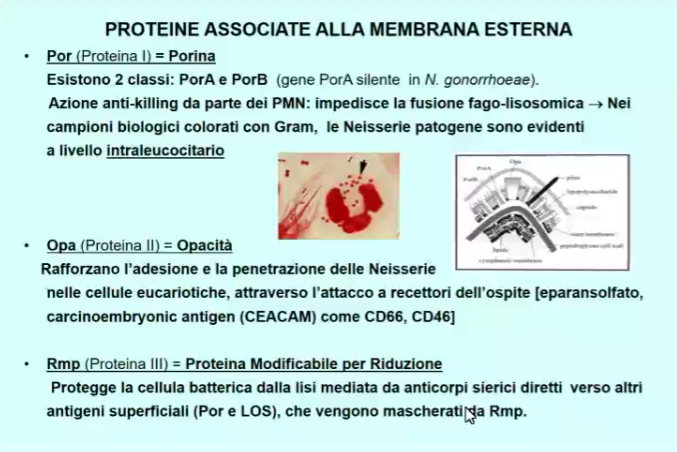 PROTEINE ASSOCIATE ALLA MEMBRANA ESTERNA
• Por (Proteina I) = Porina
Esistono 2 classi: PorA e PorB (gene PorA silente in N. gonorrhoeae).
Azione anti-killing da parte dei PMN: impedisce la fusione fago-lisosomica → Nei
campioni biologici colorati con Gram, le Neisserie patogene sono evidenti
a livello intraleucocitario
Opa
PorA
PorB
pilus
lipopolysaccharide
capsule
outer membrane
peptidoglycan cell wall
lipids
cytoplasmic membrane
• Opa (Proteina II) = Opacità
Rafforzano l'adesione e la penetrazione delle Neisserie
nelle cellule eucariotiche, attraverso l'attacco a recettori dell'ospite [eparansolfato,
carcinoembryonic antigen (CEACAM) come CD66, CD46]
• Rmp (Proteina III) = Proteina Modificabile per Riduzione
Protegge la cellula batterica dalla lisi mediata da anticorpi sierici diretti verso altri
antigeni superficiali (Por e LOS), che vengono mascherati da Rmp.